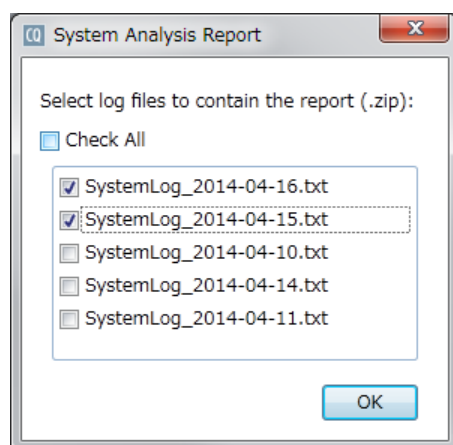 CQ System Analysis Report
Select log files to contain the report (.zip):
Check All
SystemLog_2014-04-16.txt
SystemLog_2014-04-15.txt
SystemLog_2014-04-10.txt
SystemLog_2014-04-14.txt
SystemLog_2014-04-11.txt
OK